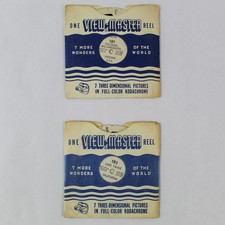 ONE VIEW-MASTER REEL
7 MORE WONDERS OF THE WORLD
7 THREE-DIMENSIONAL PICTURES
IN FULL-COLOR KODACHROME
ONE VIEW-MASTER REEL
7 MORE WONDERS OF THE WORLD
7 THREE-DIMENSIONAL PICTURES
IN FULL-COLOR KODACHROME